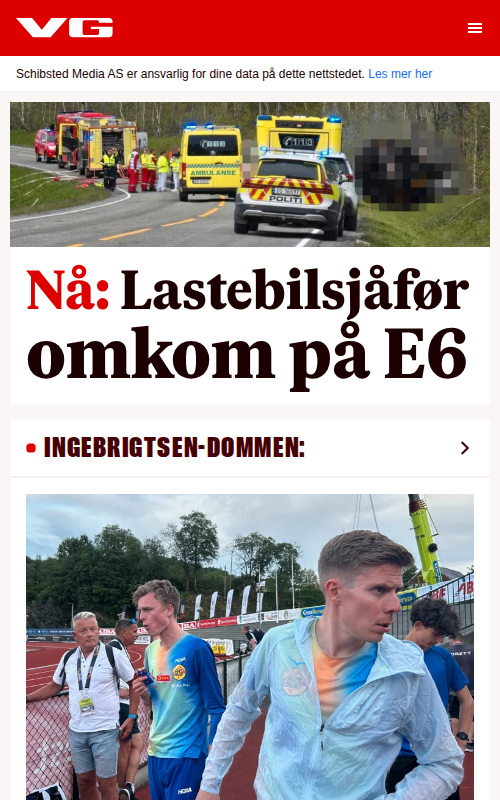 VG
Schibsted Media AS er ansvarlig for dine data på dette nettstedet. Les mer her
AMBULANSE
POLITI
Nå: Lastebilsjåfør
omkom på E6
INGEBRIGTSEN-DOMMEN: